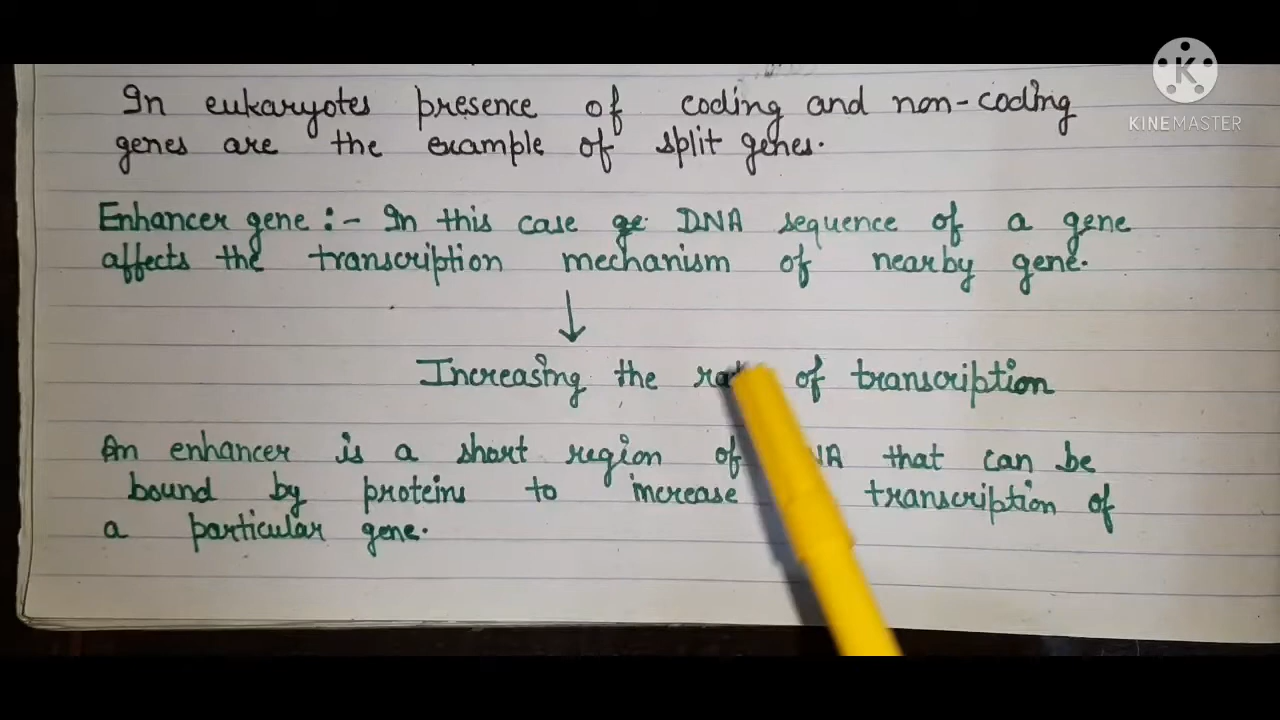 In eukaryotes presence of coding and non-coding
genes are the example of split genes.
Enhancer gene :- In this case DNA sequence of a gene
affects the transcription mechanism of nearby gene.
Increasing the of transcription
An enhancer is a short region of that can be
bound by proteins to increase transcription of
a particular gene.
K
KINEMASTER